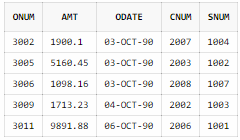 ONUM AMT ODATE CNUM SNUM
3002 1900.1 03-OCT-90 2007 1004
3005 5160.45 03-OCT-90 2003 1002
3006 1098.16 03-OCT-90 2008 1007
3009 1713.23 04-OCT-90 2002 1003
3011 9891.88 06-OCT-90 2006 1001